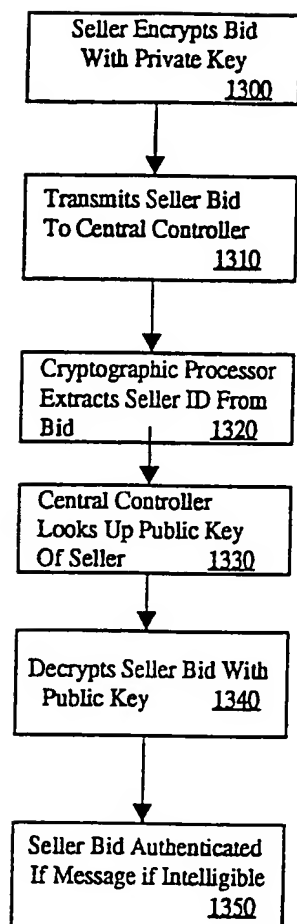 Seller Encrypts Bid
With Private Key
1300
Transmits Seller Bid
To Central Controller
1310
Cryptographic Processor
Extracts Seller ID From
Bid 1320
Central Controller
Looks Up Public Key
Of Seller 1330
Decrypts Seller Bid With
Public Key 1340
Seller Bid Authenticated
If Message if Intelligible
1350